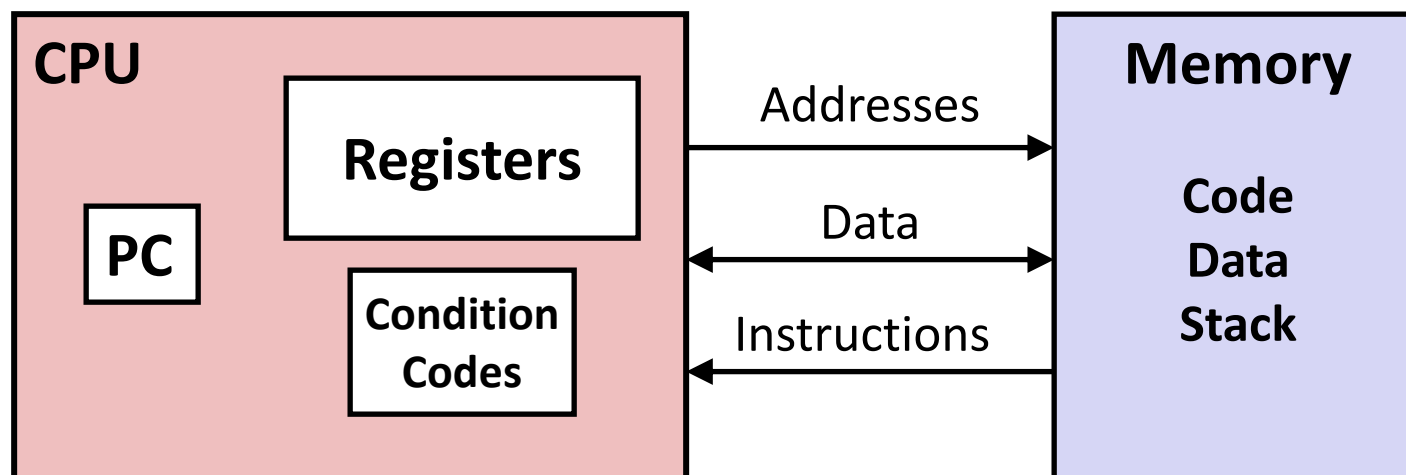 CPU
Registers
PC
Condition
Codes
Addresses
Data
Instructions
Memory
Code
Data
Stack